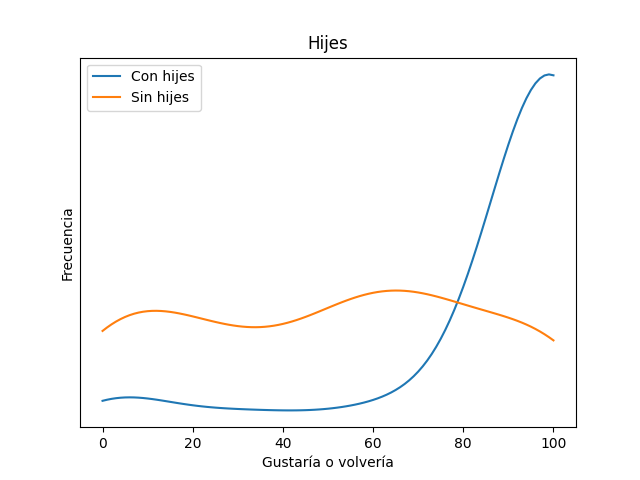 Hijes
Con hijes
Sin hijes
Frecuencia
0 20 40 60 80 100
Gustaría o volvería